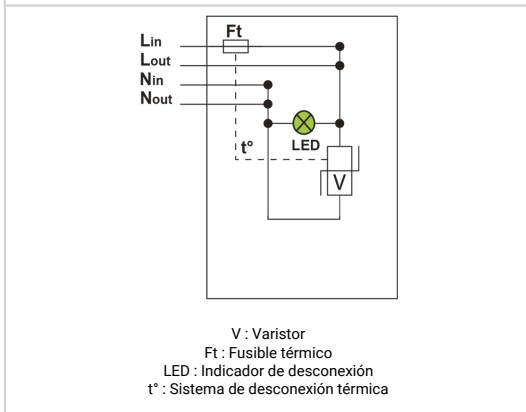 Ft
Lin
Lout
Nin
Nout
t°
LED
V
V : Varistor
Ft : Fusible térmico
LED : Indicador de desconexión
t° : Sistema de desconexión térmica